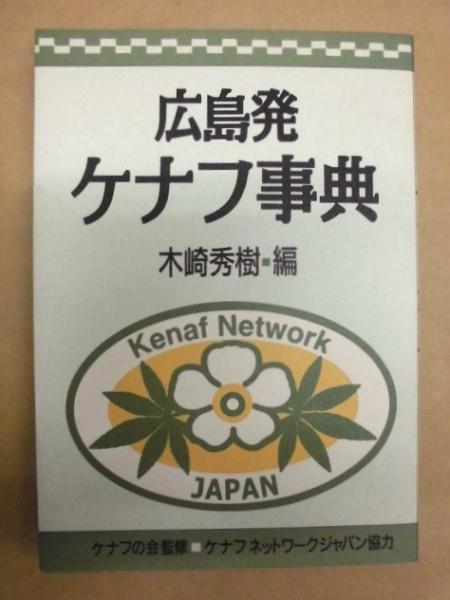 広島発
ケナフ事典
木崎秀樹■編
Kenaf Network
JAPAN
ケナフの会監修■ケナフネットワークジャパン協力